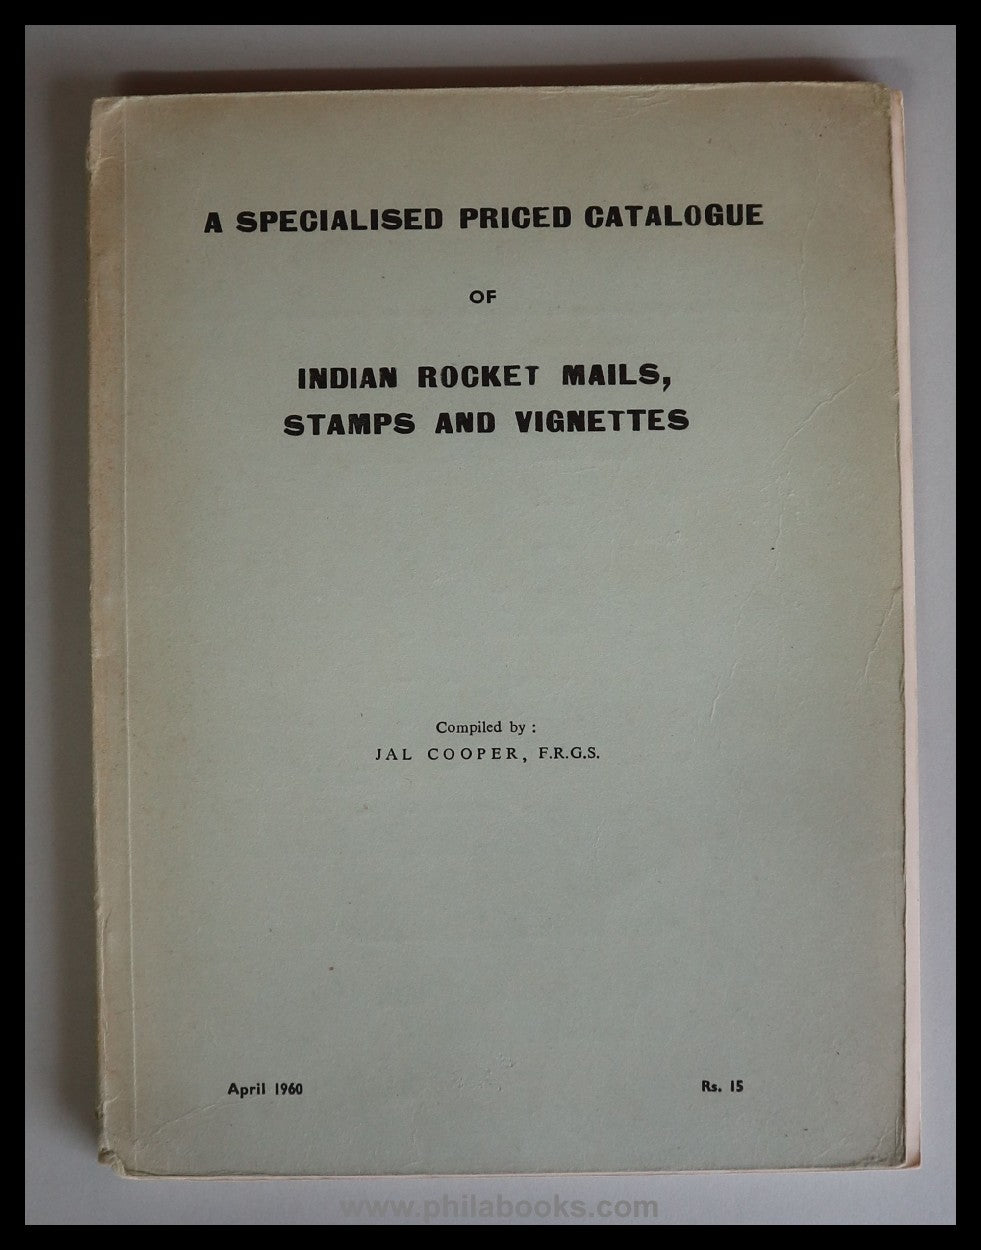 A SPECIALISED PRICED CATALOGUE
OF
INDIAN ROCKET MAILS,
STAMPS AND VIGNETTES
Compiled by :
JAL COOPER, F.R.G.S.
April 1960
Rs. 15
www.philabooks.com